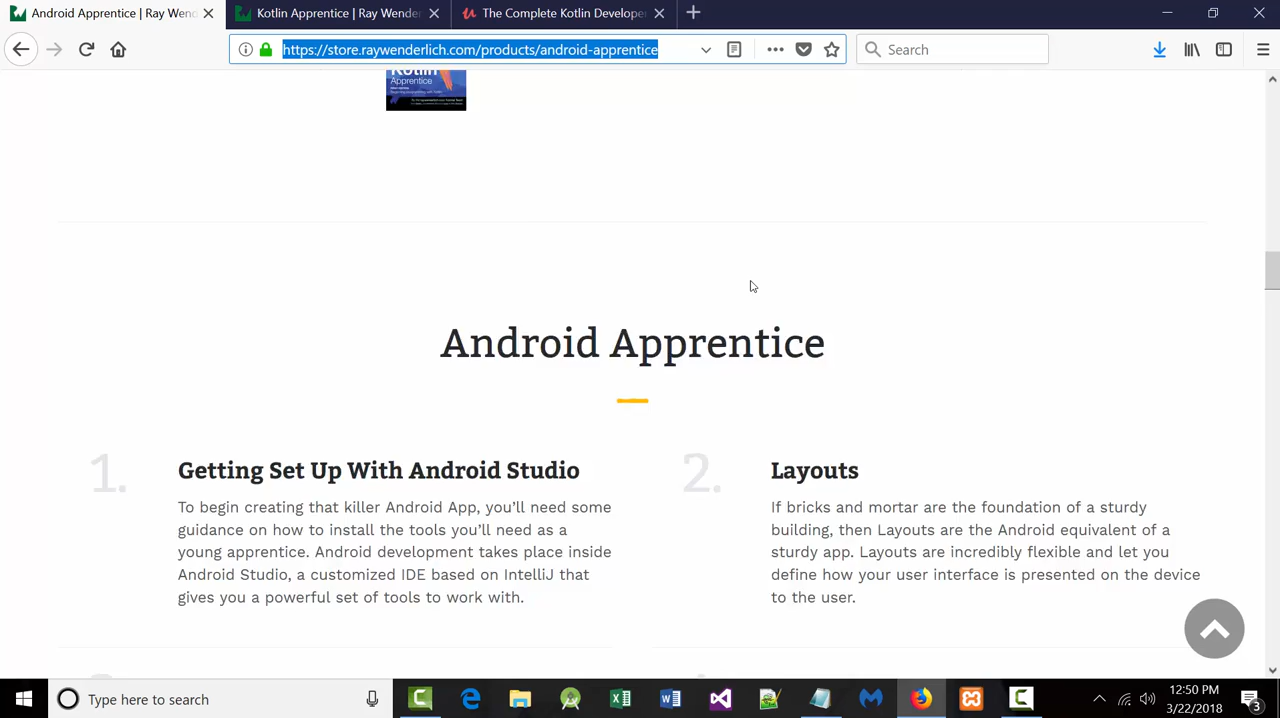 Android Apprentice | Ray Wend
Kotlin Apprentice | Ray Wender
The Complete Kotlin Develope
https://store.raywenderlich.com/products/android-apprentice
Search
Kotlin
Apprentice
Android Apprentice
1.
Getting Set Up With Android Studio
To begin creating that killer Android App, you’ll need some
guidance on how to install the tools you’ll need as a
young apprentice. Android development takes place inside
Android Studio, a customized IDE based on IntelliJ that
gives you a powerful set of tools to work with.
2.
Layouts
If bricks and mortar are the foundation of a sturdy
building, then Layouts are the Android equivalent of a
sturdy app. Layouts are incredibly flexible and let you
define how your user interface is presented on the device
to the user.
Type here to search
12:50 PM
3/22/2018
3